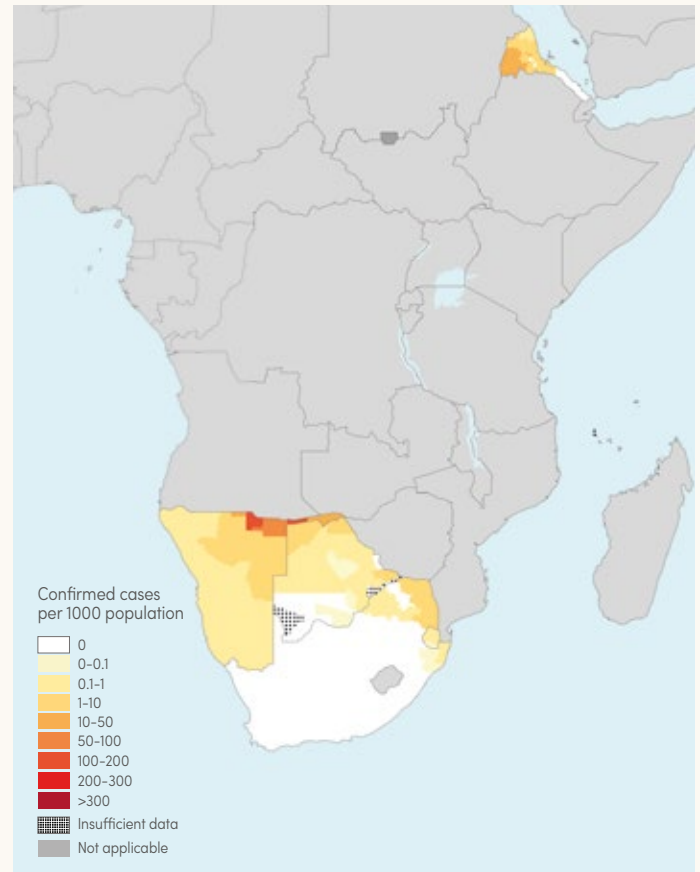 Confirmed cases
per 1000 population
0
0-0.1
0.1-1
1-10
10-50
50-100
100-200
200-300
>300
Insufficient data
Not applicable